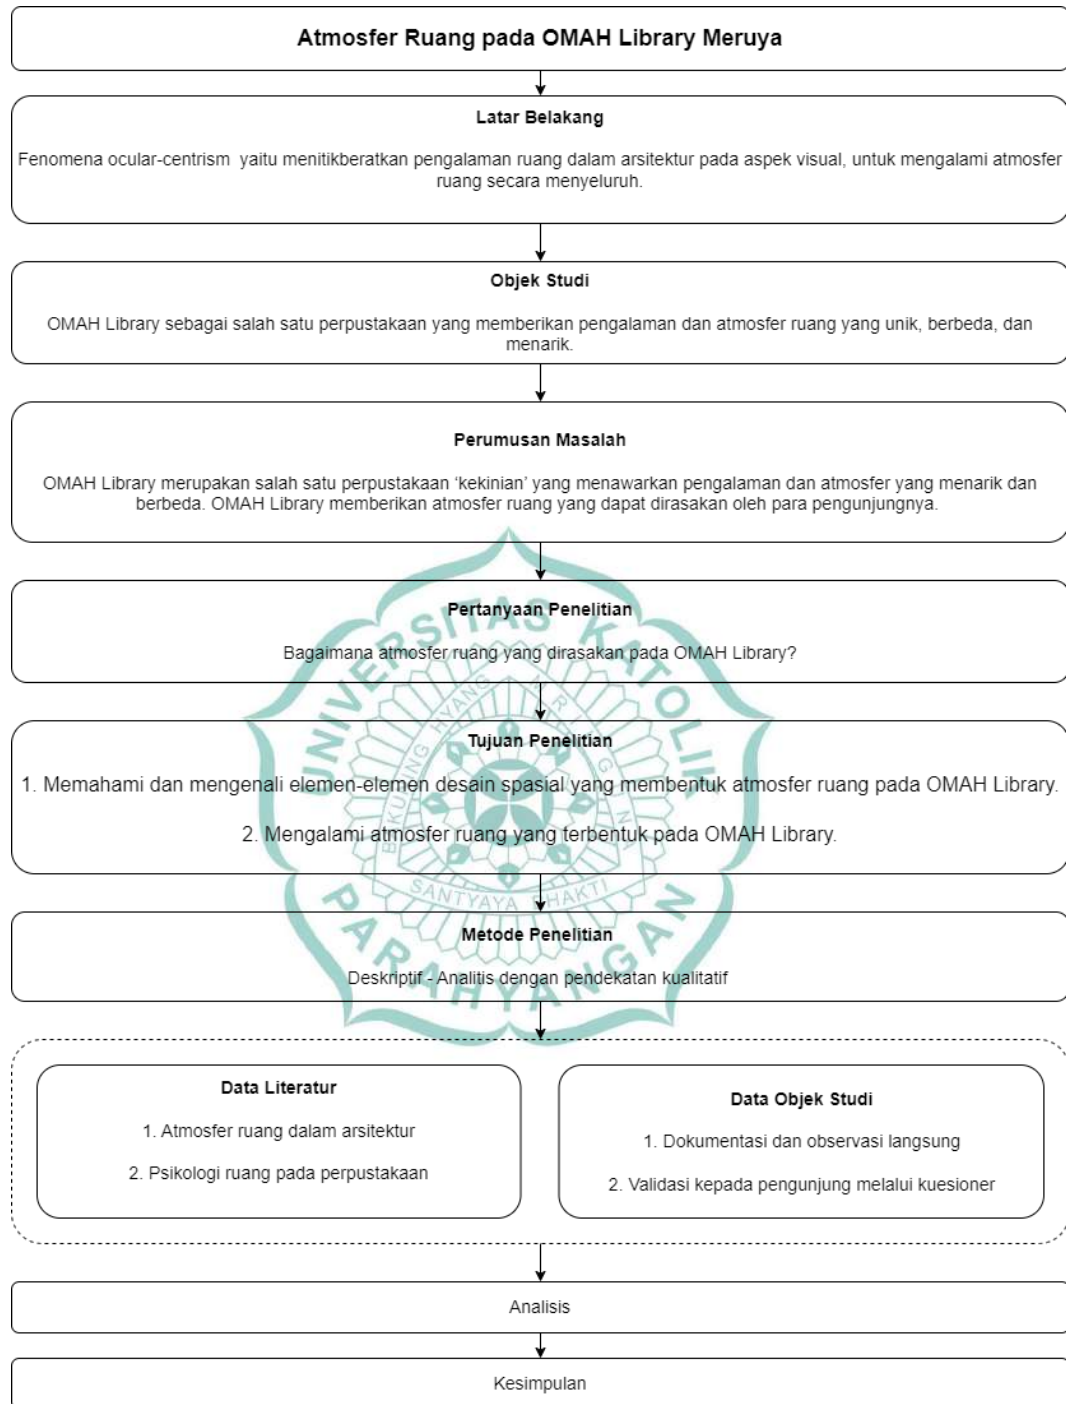 Atmosfer Ruang pada OMAH Library Meruya
Latar Belakang
Fenomena ocular-centrism yaitu menitikberatkan pengalaman ruang dalam arsitektur pada aspek visual, untuk mengalami atmosfer
ruang secara menyeluruh.
Objek Studi
OMAH Library sebagai salah satu perpustakaan yang memberikan pengalaman dan atmosfer ruang yang unik, berbeda, dan
menarik.
Perumusan Masalah
OMAH Library merupakan salah satu perpustakaan ‘kekinian’ yang menawarkan pengalaman dan atmosfer yang menarik dan
berbeda. OMAH Library memberikan atmosfer ruang yang dapat dirasakan oleh para pengunjungnya.
Pertanyaan Penelitian
Bagaimana atmosfer ruang yang dirasakan pada OMAH Library?
Tujuan Penelitian
1. Memahami dan mengenali elemen-elemen desain spasial yang membentuk atmosfer ruang pada OMAH Library.
2. Mengalami atmosfer ruang yang terbentuk pada OMAH Library.
Metode Penelitian
Deskriptif - Analitis dengan pendekatan kualitatif
Data Literatur
1. Atmosfer ruang dalam arsitektur
2. Psikologi ruang pada perpustakaan
Data Objek Studi
1. Dokumentasi dan observasi langsung
2. Validasi kepada pengunjung melalui kuesioner
Analisis
Kesimpulan
UNIVERSITAS KATOLIK
PARAHYANGAN
HYANG
SANTYAYA BHAKTI